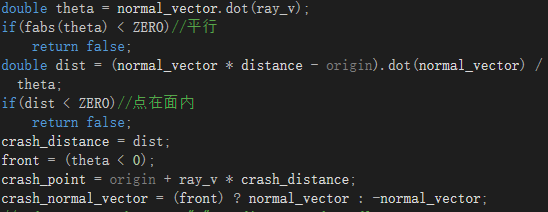 double theta = normal_vector.dot(ray_v);
if(fabs(theta) < ZERO)//平行
return false;
double dist = (normal_vector * distance - origin).dot(normal_vector) /
theta;
if(dist < ZERO)//点在面内
return false;
crash_distance = dist;
front = (theta < 0);
crash_point = origin + ray_v * crash_distance;
crash_normal_vector = (front) ? normal_vector : -normal_vector;